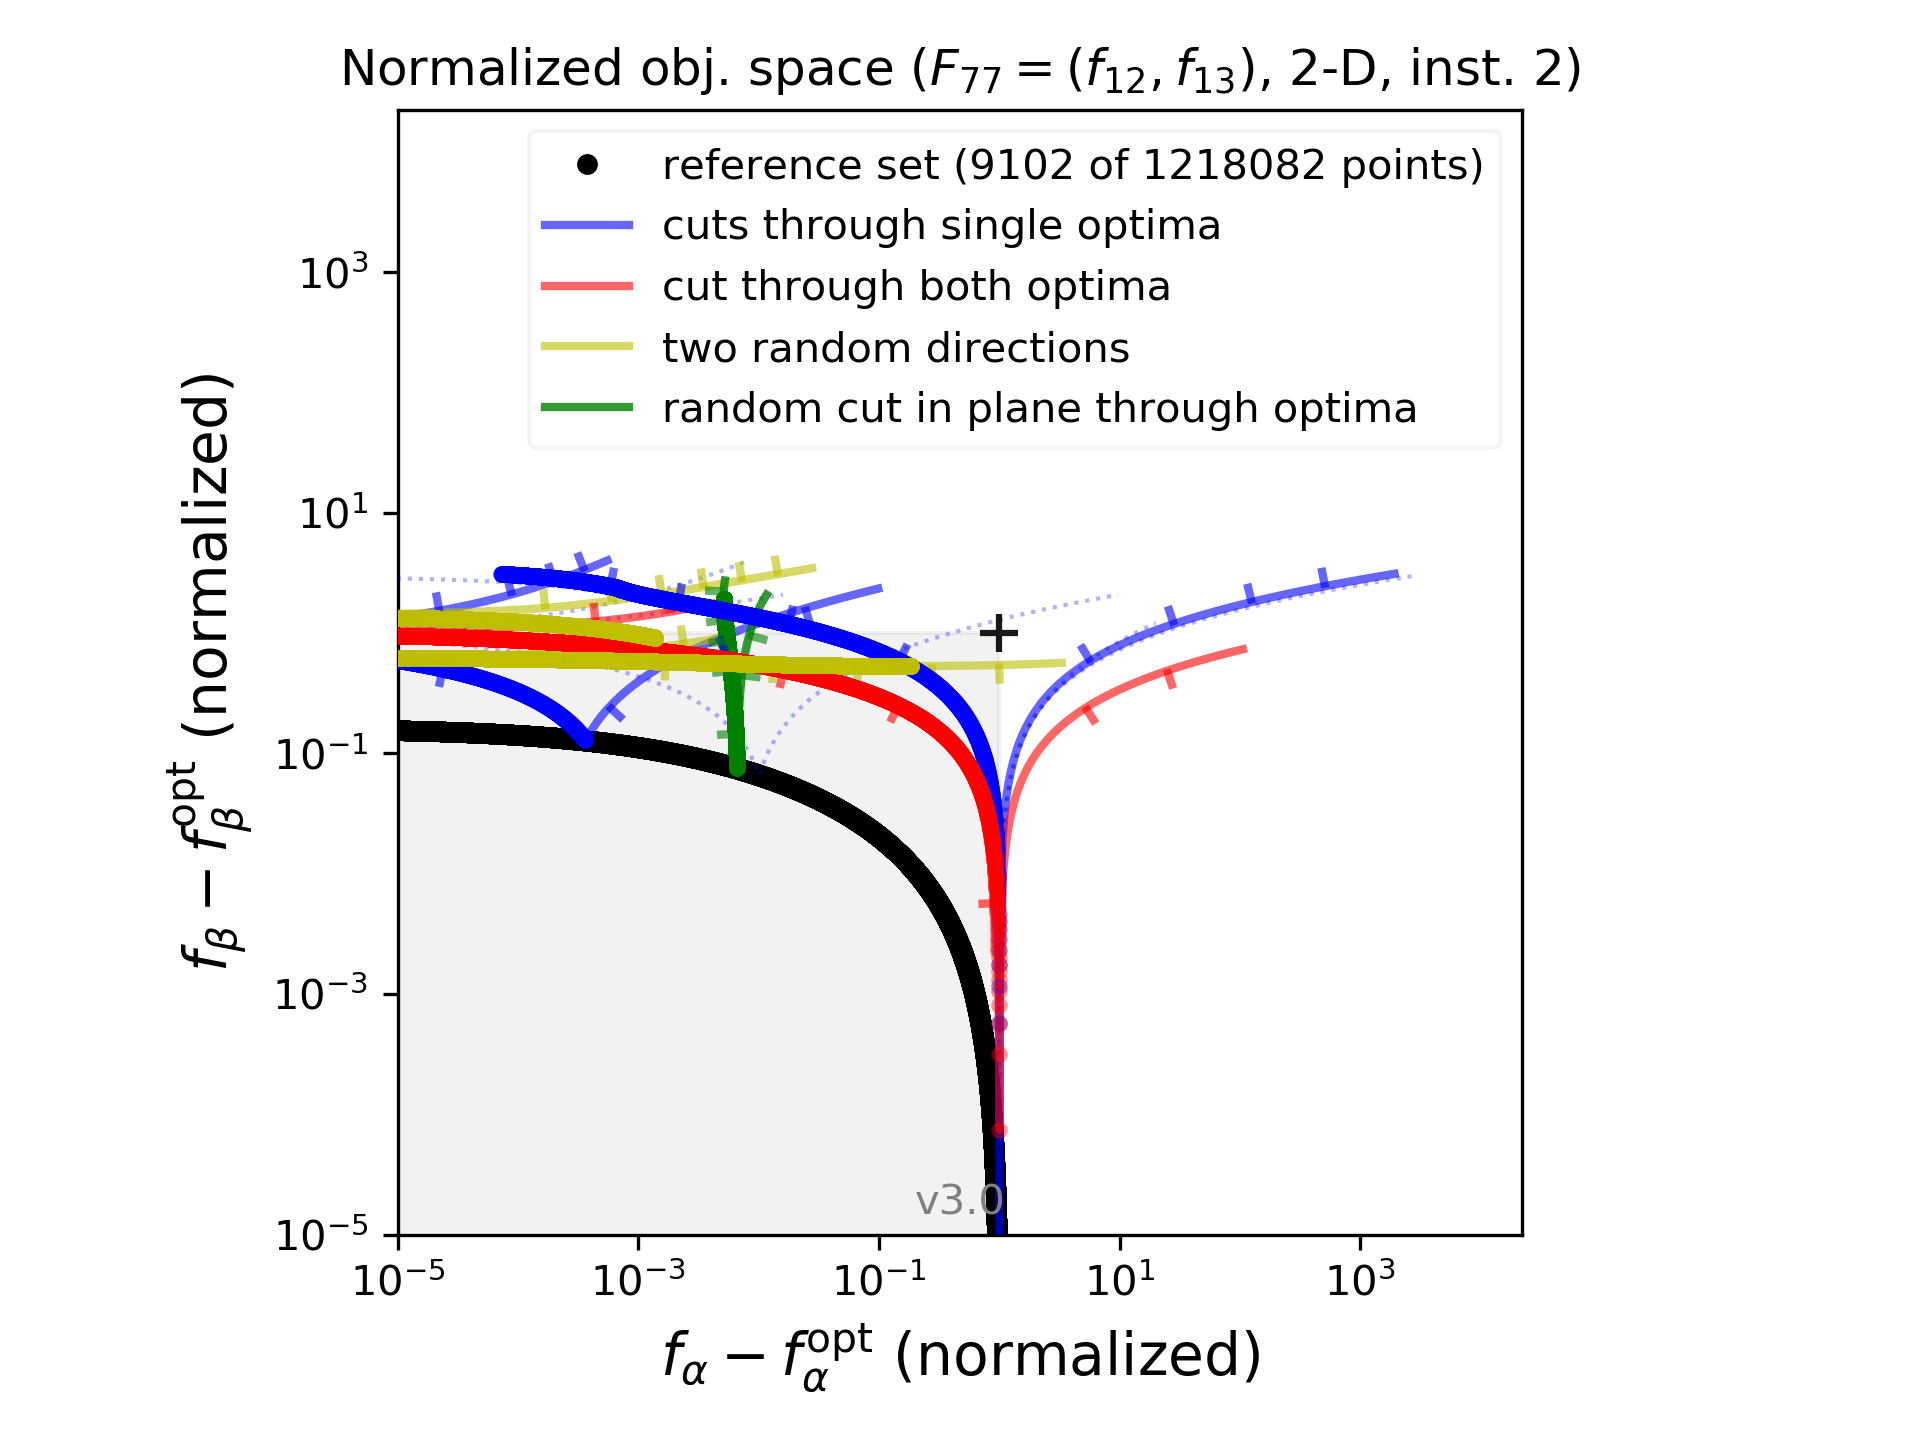 Normalized obj. space (F₇₇ = (f₁₂, f₁₃), 2-D, inst. 2)
reference set (9102 of 1218082 points)
cuts through single optima
cut through both optima
two random directions
random cut in plane through optima
10³
10¹
10⁻¹
10⁻³
10⁻⁵
f_β − f_β^opt (normalized)
v3.0
10⁻⁵ 10⁻³ 10⁻¹ 10¹ 10³
f_α − f_α^opt (normalized)